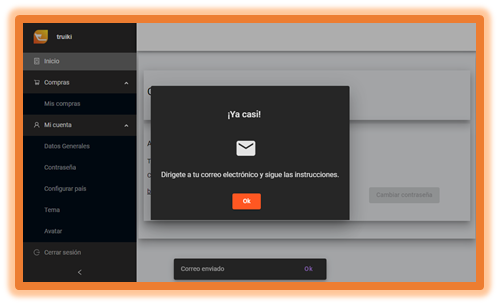 truiki
Inicio
Compras
Mis compras
Mi cuenta
Datos Generales
Contraseña
Configurar país
Tema
Avatar
Cerrar sesión
¡Ya casi!
Dirígete a tu correo electrónico y sigue las instrucciones.
Ok
Cambiar contraseña
Correo enviado
Ok